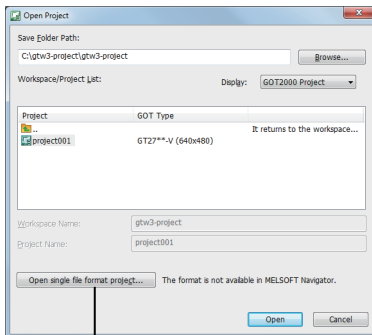 Open Project
Save Folder Path:
C:\gtw3-project\gtw3-project
Browse...
Workspace/Project List:
Display: GOT2000 Project
Project GOT Type
.. It returns to the workspace...
project001 GT27**-V (640x480)
Workspace Name: gtw3-project
Project Name: project001
Open single file format project... The format is not available in MELSOFT Navigator.
Open Cancel